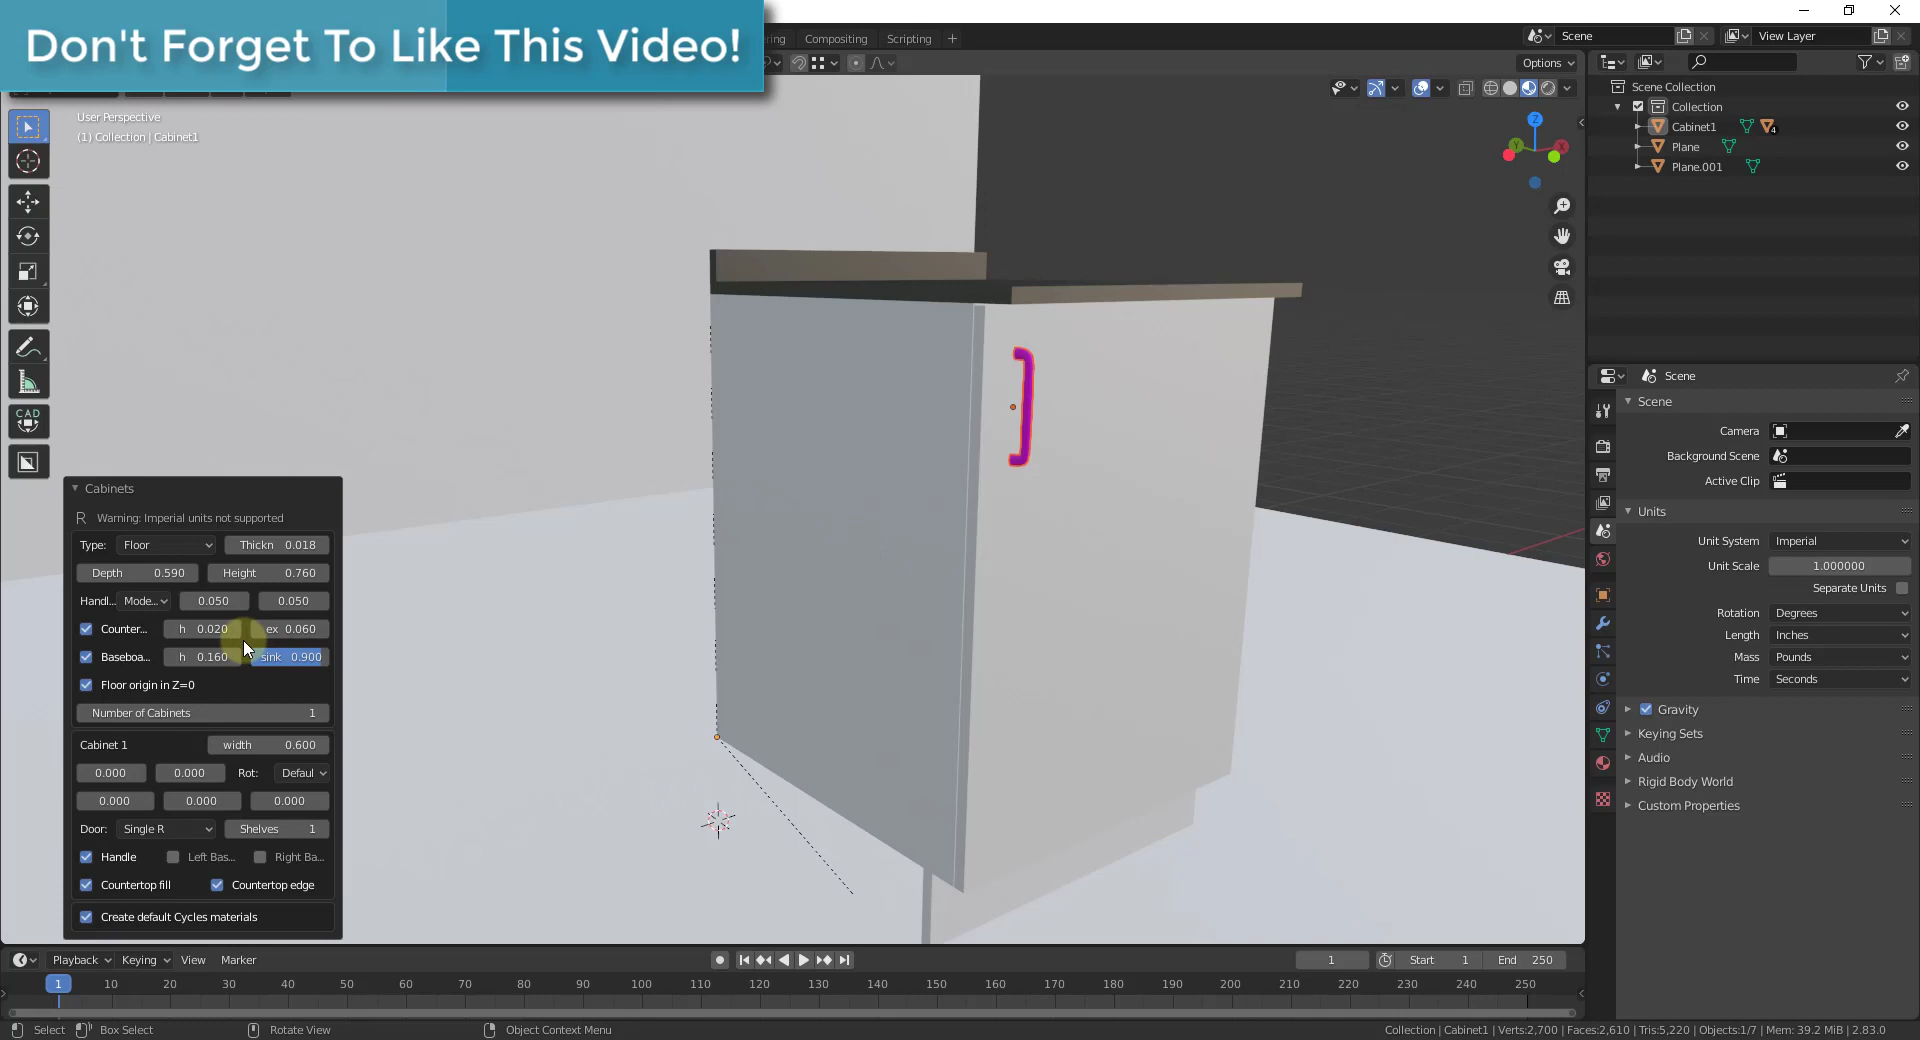 Don't Forget To Like This Video!
ering
Compositing
Scripting
Scene
View Layer
Options
User Perspective
(1) Collection | Cabinet1
Z
Y
X
Scene Collection
Collection
Cabinet1
4
Plane
Plane.001
CAD
Scene
Scene
Camera
Background Scene
Active Clip
Units
Unit System Imperial
Unit Scale 1.000000
Separate Units
Rotation Degrees
Length Inches
Mass Pounds
Time Seconds
Gravity
Keying Sets
Audio
Rigid Body World
Custom Properties
Cabinets
R Warning: Imperial units not supported
Type: Floor Thickn 0.018
Depth 0.590 Height 0.760
Handl... Mode... 0.050 0.050
Counter... h 0.020 ex 0.060
Baseboa... h 0.160 sink 0.900
Floor origin in Z=0
Number of Cabinets 1
Cabinet 1 width 0.600
0.000 0.000 Rot: Defaul
0.000 0.000 0.000
Door: Single R Shelves 1
Handle Left Bas... Right Ba...
Countertop fill Countertop edge
Create default Cycles materials
Playback Keying View Marker
1 Start 1 End 250
1 10 20 30 40 50 60 70 80 90 100 110 120 130 140 150 160 170 180 190 200 210 220 230 240 250
Select Box Select Rotate View Object Context Menu
Collection | Cabinet1 | Verts:2,700 | Faces:2,610 | Tris:5,220 | Objects:1/7 | Mem: 39.2 MiB | 2.83.0